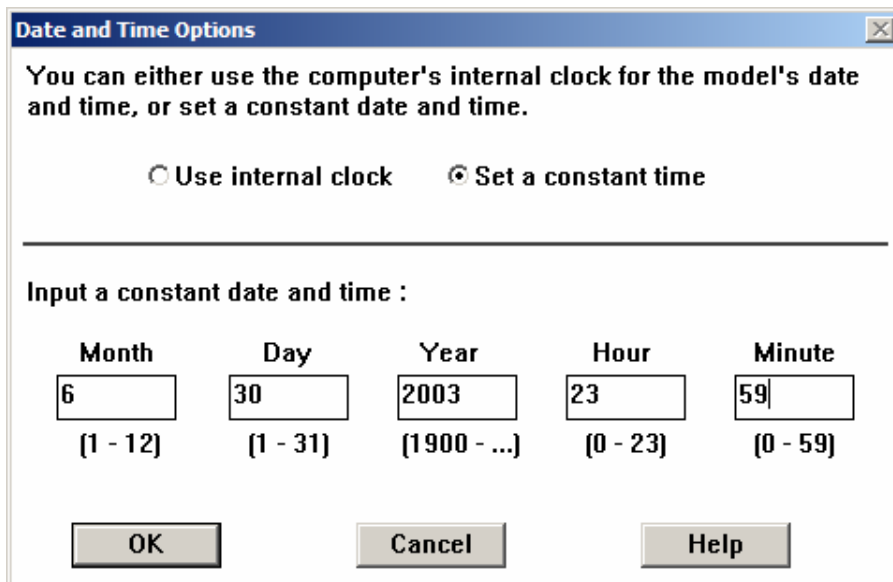 Date and Time Options
You can either use the computer's internal clock for the model's date
and time, or set a constant date and time.
Use internal clock Set a constant time
Input a constant date and time :
Month Day Year Hour Minute
6 30 2003 23 59
(1 - 12) (1 - 31) (1900 - ...) (0 - 23) (0 - 59)
OK Cancel Help